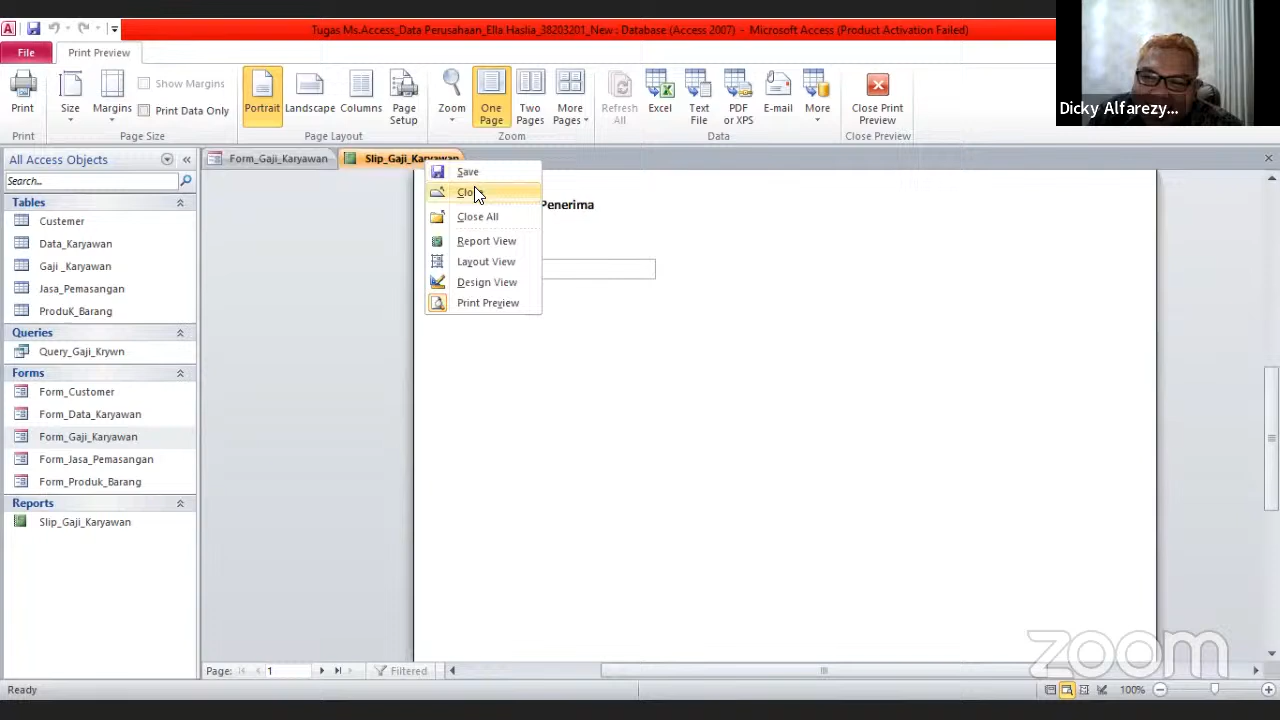 Tugas Ms.Access_Data Perusahaan_Ella Haslia_38203201_New : Database (Access 2007) - Microsoft Access (Product Activation Failed)
File
Print Preview
Print
Size
Margins
Show Margins
Print Data Only
Portrait
Landscape
Columns
Page Setup
Zoom
One Page
Two Pages
More Pages
Refresh All
Excel
Text File
PDF or XPS
E-mail
More
Close Print Preview
Print
Page Size
Page Layout
Zoom
Data
Close Preview
Dicky Alfarezy...
All Access Objects
Search...
Tables
Custemer
Data_Karyawan
Gaji _Karyawan
Jasa_Pemasangan
ProduK_Barang
Queries
Query_Gaji_Krywn
Forms
Form_Customer
Form_Data_Karyawan
Form_Gaji_Karyawan
Form_Jasa_Pemasangan
Form_Produk_Barang
Reports
Slip_Gaji_Karyawan
Form_Gaji_Karyawan
Slip_Gaji_Karyawan
Save
Close
Close All
Report View
Layout View
Design View
Print Preview
Penerima
Page:
1
Filtered
zoom
Ready
100%